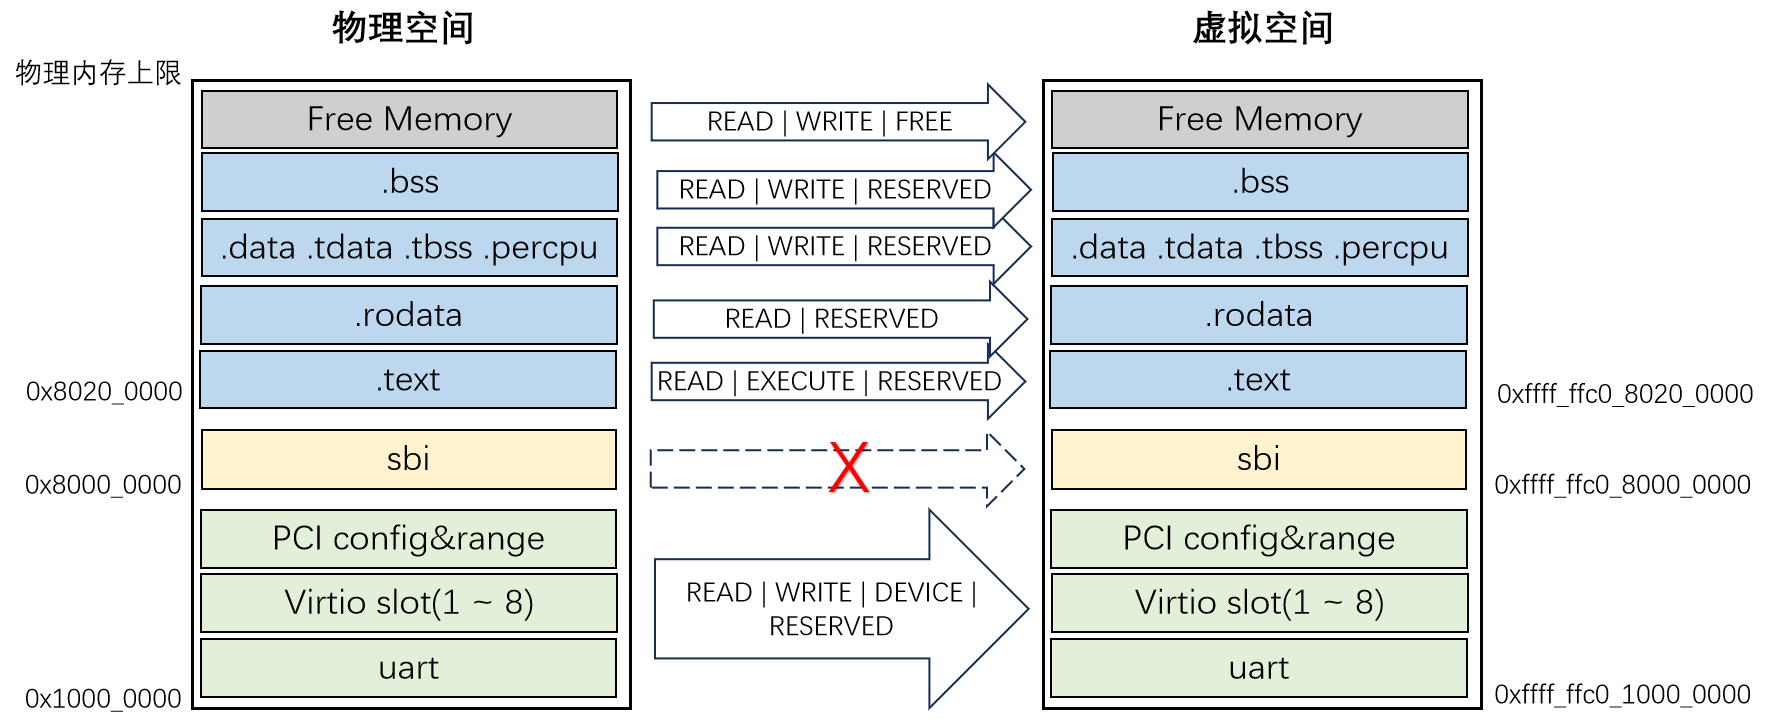 物理空间
虚拟空间
物理内存上限
Free Memory
READ | WRITE | FREE
Free Memory
.bss
READ | WRITE | RESERVED
.bss
.data .tdata .tbss .percpu
READ | WRITE | RESERVED
.data .tdata .tbss .percpu
.rodata
READ | RESERVED
.rodata
0x8020_0000
.text
READ | EXECUTE | RESERVED
.text
0xffff_ffc0_8020_0000
0x8000_0000
sbi
X
sbi
0xffff_ffc0_8000_0000
PCI config&range
PCI config&range
Virtio slot(1 ~ 8)
READ | WRITE | DEVICE |
RESERVED
Virtio slot(1 ~ 8)
uart
uart
0x1000_0000
0xffff_ffc0_1000_0000